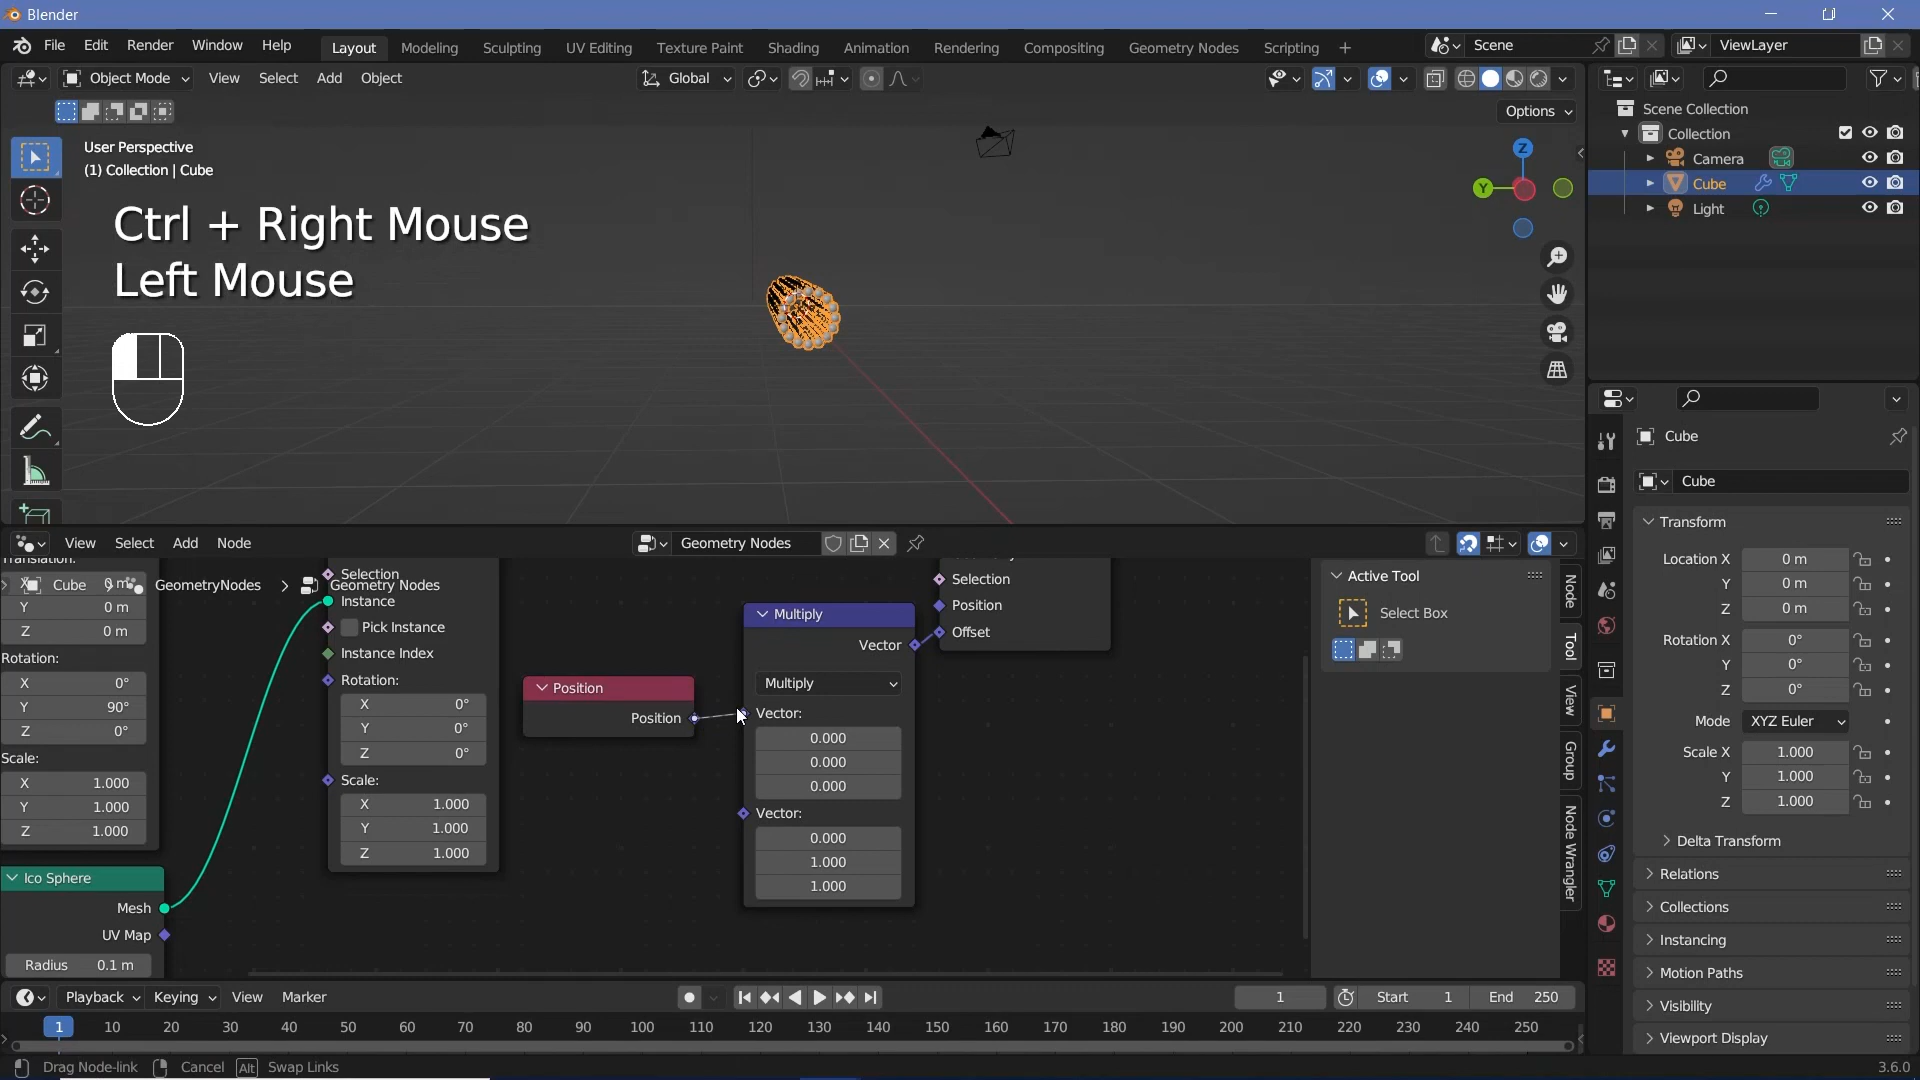 Blender
File Edit Render Window Help
Layout Modeling Sculpting UV Editing Texture Paint Shading Animation Rendering Compositing Geometry Nodes Scripting +
Scene
ViewLayer
Object Mode View Select Add Object
Global
Options
User Perspective
(1) Collection | Cube
Ctrl + Right Mouse
Left Mouse
Z
Y
Scene Collection
Collection
Camera
Cube
Light
View Select Add Node
Geometry Nodes
Cube
GeometryNodes
Geometry Nodes
X 0 m
Y 0 m
Z 0 m
Rotation:
X 0°
Y 90°
Z 0°
Scale:
X 1.000
Y 1.000
Z 1.000
Ico Sphere
Mesh
UV Map
Radius 0.1 m
Selection
Instance
Pick Instance
Instance Index
Rotation:
X 0°
Y 0°
Z 0°
Scale:
X 1.000
Y 1.000
Z 1.000
Position
Position
Multiply
Vector
Multiply
Vector:
0.000
0.000
0.000
Vector:
0.000
1.000
1.000
Selection
Position
Offset
Active Tool
Select Box
Node
Tool
View
Group
Node Wrangler
Cube
Cube
Transform
Location X 0 m
Y 0 m
Z 0 m
Rotation X 0°
Y 0°
Z 0°
Mode XYZ Euler
Scale X 1.000
Y 1.000
Z 1.000
Delta Transform
Relations
Collections
Instancing
Motion Paths
Visibility
Viewport Display
Playback Keying View Marker
1
Start 1
End 250
1 10 20 30 40 50 60 70 80 90 100 110 120 130 140 150 160 170 180 190 200 210 220 230 240 250
Drag Node-link Cancel Alt Swap Links
3.6.0